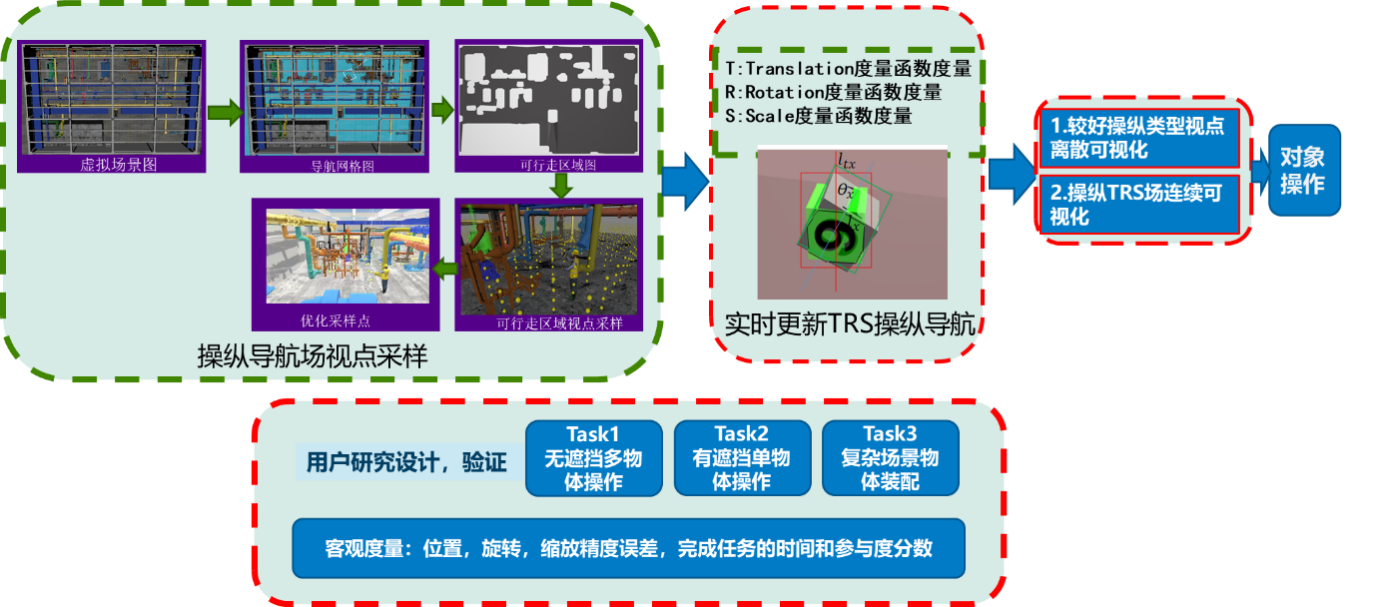 虚拟场景图
导航网格图
可行走区域图
优化采样点
可行走区域视点采样
操纵导航场视点采样
T:Translation度量函数度量
R:Rotation度量函数度量
S:Scale度量函数度量
l_tx
θ_x
实时更新TRS操纵导航
1.较好操纵类型视点
离散可视化
2.操纵TRS场连续可
视化
对象
操作
用户研究设计，验证
Task1
无遮挡多物
体操作
Task2
有遮挡单物
体操作
Task3
复杂场景物
体装配
客观度量：位置，旋转，缩放精度误差，完成任务的时间和参与度分数